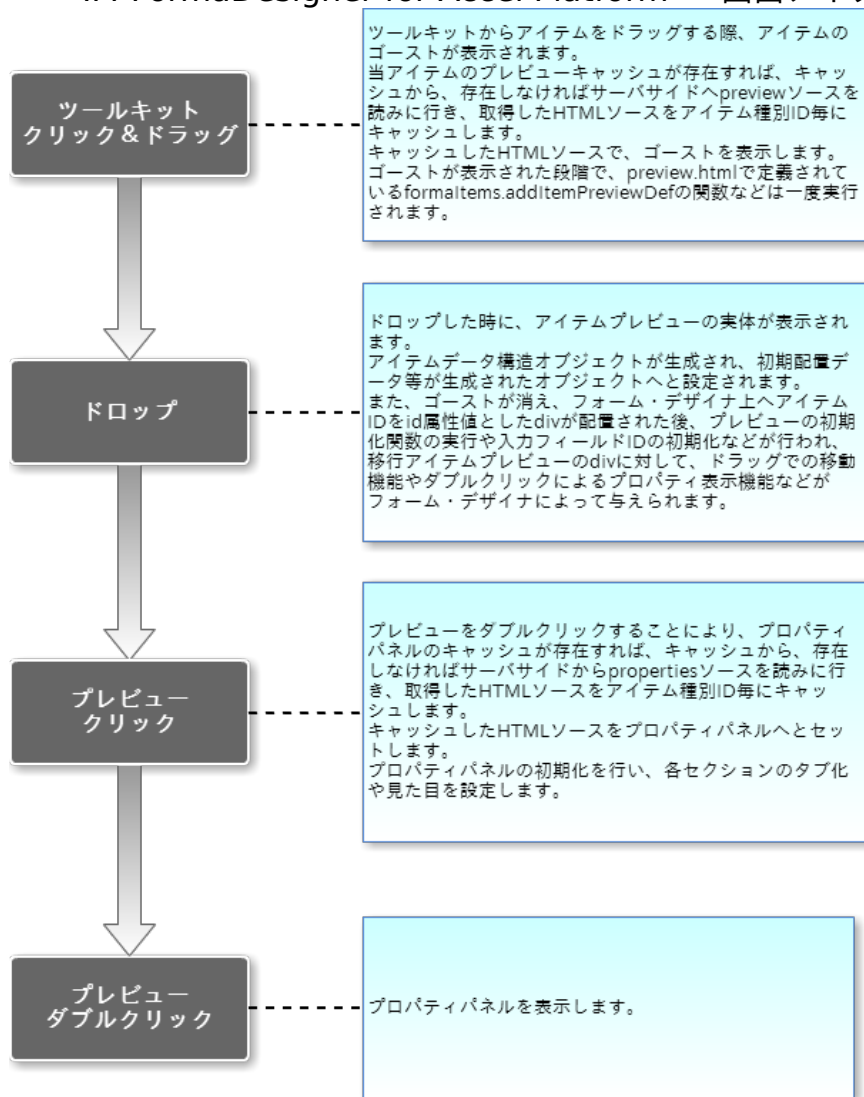 ツールキット
クリック＆ドラッグ
ツールキットからアイテムをドラッグする際、アイテムの
ゴーストが表示されます。
当アイテムのプレビューキャッシュが存在すれば、キャッ
シュから、存在しなければサーバサイドへpreviewソースを
読みに行き、取得したHTMLソースをアイテム種別ID毎に
キャッシュします。
キャッシュしたHTMLソースで、ゴーストを表示します。
ゴーストが表示された段階で、preview.htmlで定義されて
いるformaItems.addItemPreviewDefの関数などは一度実行
されます。
ドロップ
ドロップした時に、アイテムプレビューの実体が表示され
ます。
アイテムデータ構造オブジェクトが生成され、初期配置デ
ータ等が生成されたオブジェクトへと設定されます。
また、ゴーストが消え、フォーム・デザイナ上へアイテム
IDをid属性値としたdivが配置された後、プレビューの初期
化関数の実行や入力フィールドIDの初期化などが行われ、
移行アイテムプレビューのdivに対して、ドラッグでの移動
機能やダブルクリックによるプロパティ表示機能などが
フォーム・デザイナによって与えられます。
プレビュー
クリック
プレビューをダブルクリックすることにより、プロパティ
パネルのキャッシュが存在すれば、キャッシュから、存在
しなければサーバサイドからpropertiesソースを読みに行
き、取得したHTMLソースをアイテム種別ID毎にキャッ
シュします。
キャッシュしたHTMLソースをプロパティパネルへとセッ
トします。
プロパティパネルの初期化を行い、各セクションのタブ化
や見た目を設定します。
プレビュー
ダブルクリック
プロパティパネルを表示します。